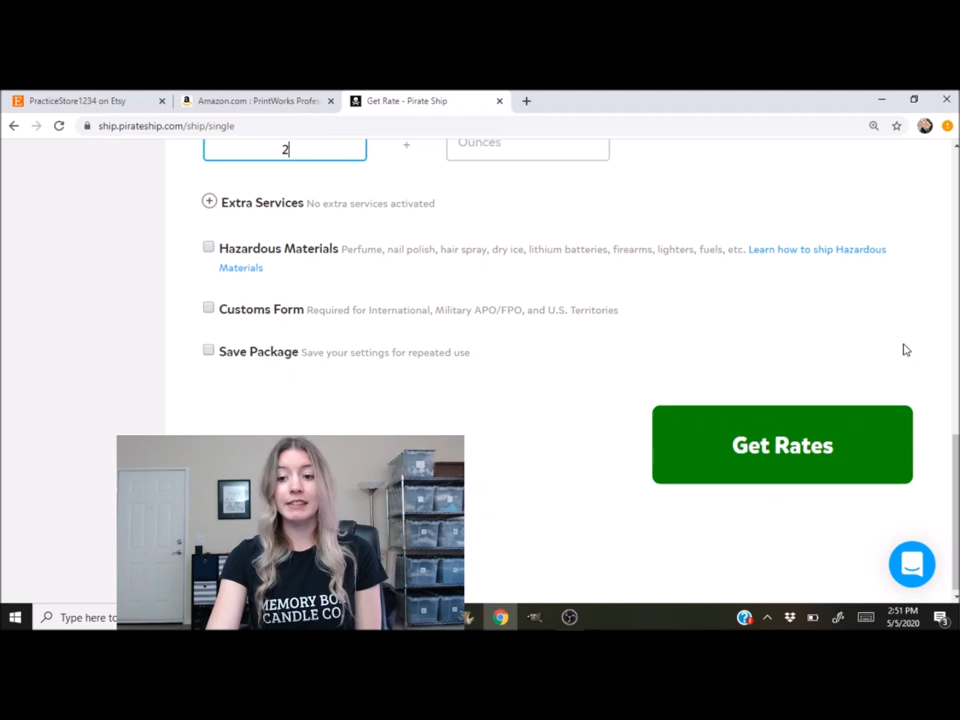 PracticeStore1234 on Etsy
Amazon.com : PrintWorks Profes
Get Rate - Pirate Ship
ship.pirateship.com/ship/single
2
+
Ounces
Extra Services No extra services activated
Hazardous Materials Perfume, nail polish, hair spray, dry ice, lithium batteries, firearms, lighters, fuels, etc. Learn how to ship Hazardous
Materials
Customs Form Required for International, Military APO/FPO, and U.S. Territories
Save Package Save your settings for repeated use
Get Rates
MEMORY BO
CANDLE CO
Type here to
2:51 PM
5/5/2020
3